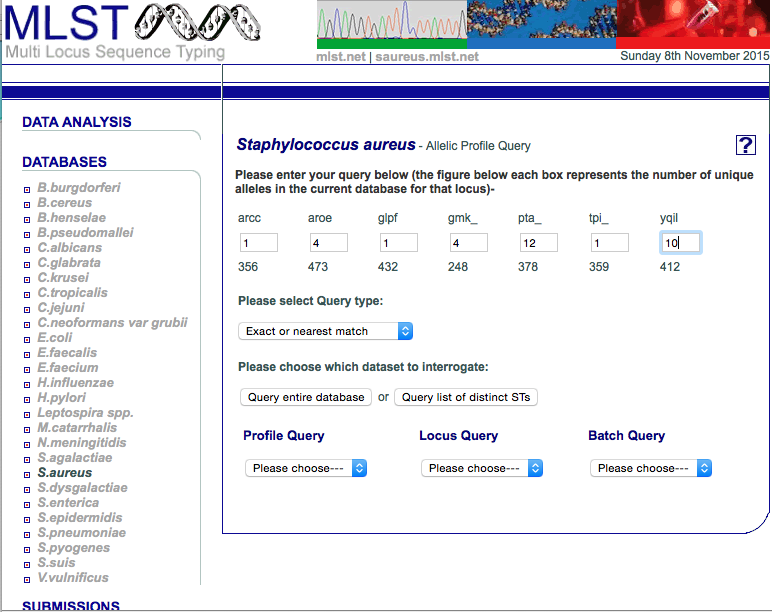 MLST
Multi Locus Sequence Typing
mlst.net | saureus.mlst.net
Sunday 8th November 2015
DATA ANALYSIS
DATABASES
B.burgdorferi
B.cereus
B.henselae
B.pseudomallei
C.albicans
C.glabrata
C.krusei
C.tropicalis
C.jejuni
C.neoformans var grubii
E.coli
E.faecalis
E.faecium
H.influenzae
H.pylori
Leptospira spp.
M.catarrhalis
N.meningitidis
S.agalactiae
S.aureus
S.dysgalactiae
S.enterica
S.epidermidis
S.pneumoniae
S.pyogenes
S.suis
V.vulnificus
SUBMISSIONS
Staphylococcus aureus - Allelic Profile Query
?
Please enter your query below (the figure below each box represents the number of unique
alleles in the current database for that locus)-
arcc aroe glpf gmk_ pta_ tpi_ yqil
1 4 1 4 12 1 10
356 473 432 248 378 359 412
Please select Query type:
Exact or nearest match
Please choose which dataset to interrogate:
Query entire database or Query list of distinct STs
Profile Query Locus Query Batch Query
Please choose--- Please choose--- Please choose---